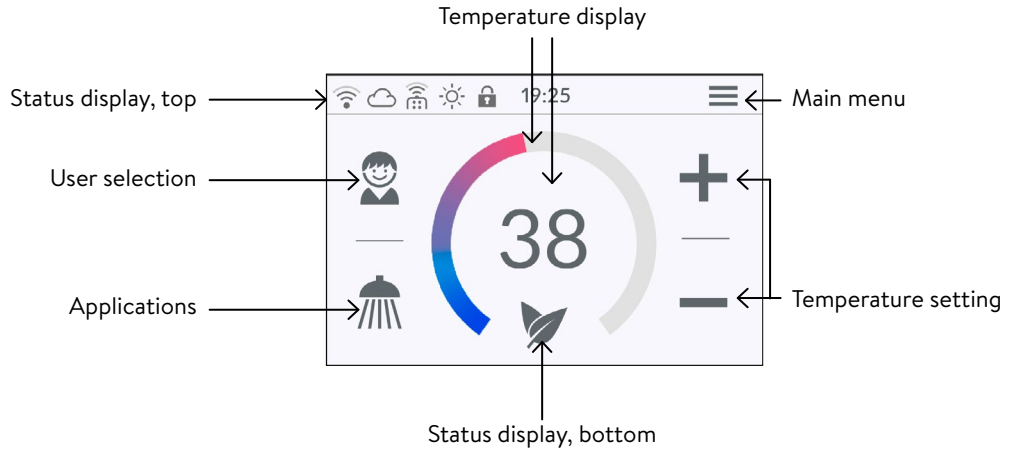 Temperature display
Status display, top
19:25
Main menu
User selection
38
Applications
Temperature setting
Status display, bottom